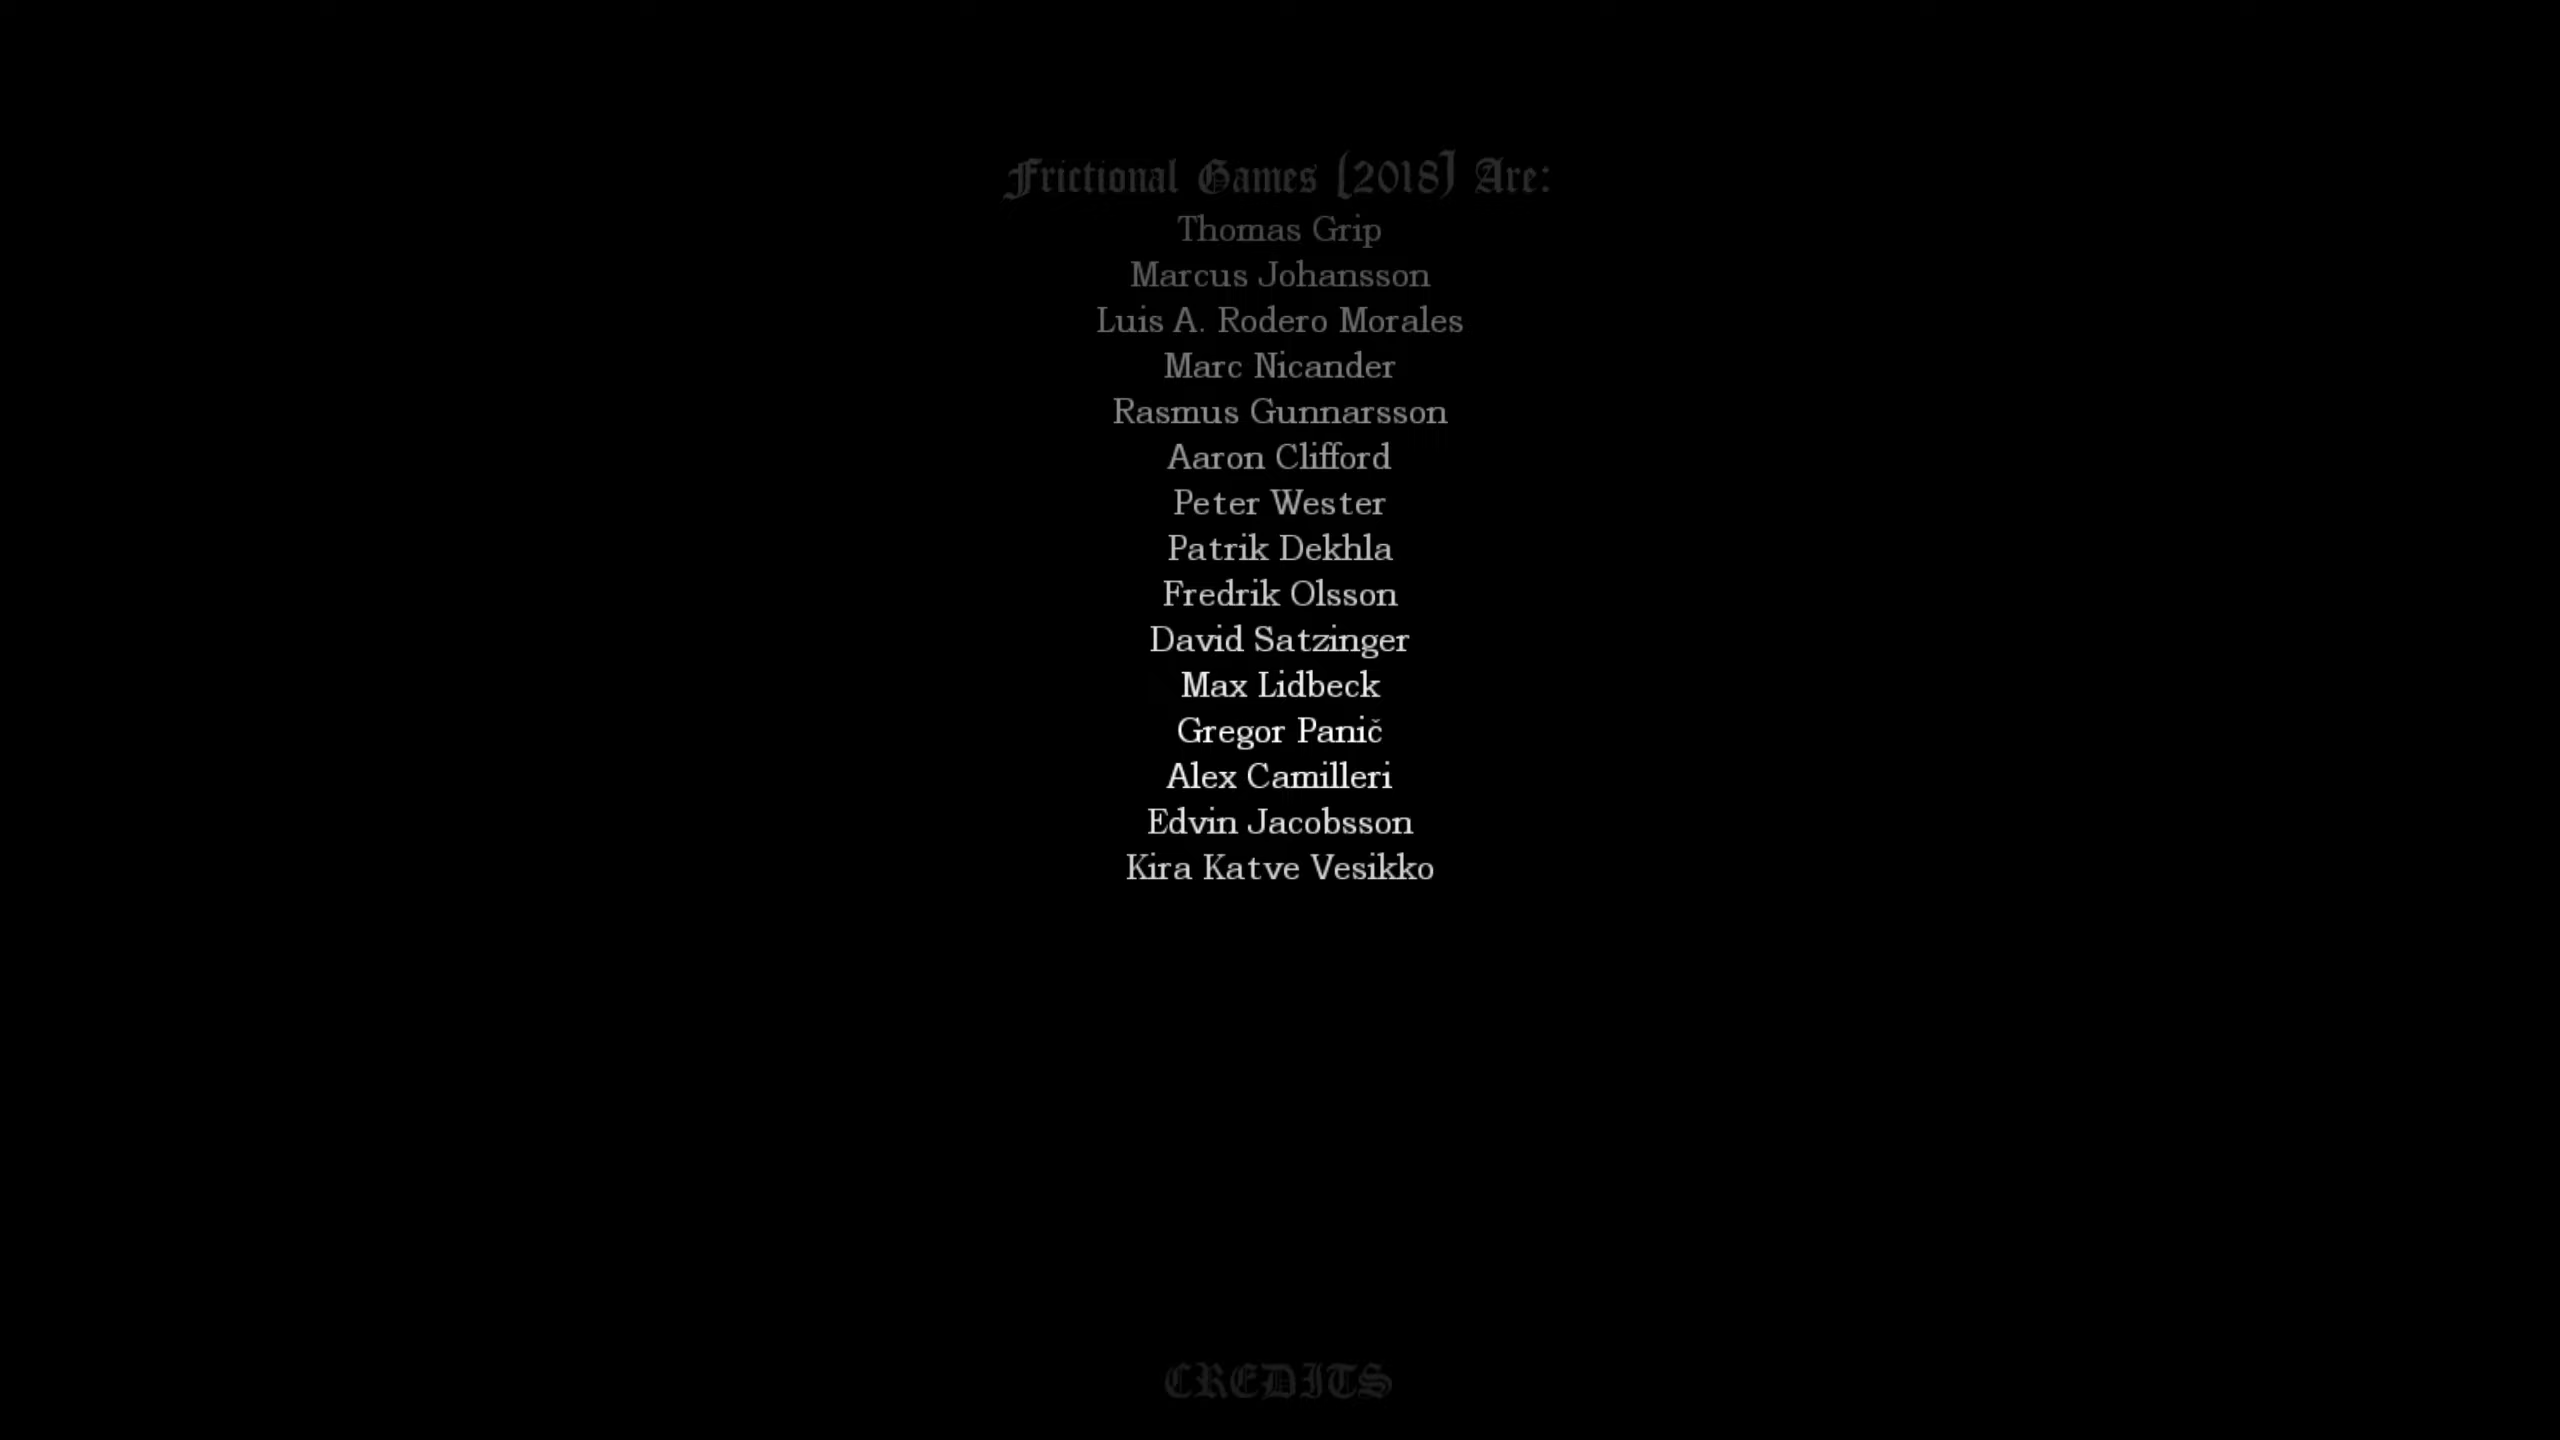 Frictional Games [2018] Are:
Thomas Grip
Marcus Johansson
Luis A. Rodero Morales
Marc Nicander
Rasmus Gunnarsson
Aaron Clifford
Peter Wester
Patrik Dekhla
Fredrik Olsson
David Satzinger
Max Lidbeck
Gregor Panič
Alex Camilleri
Edvin Jacobsson
Kira Katve Vesikko
CREDITS